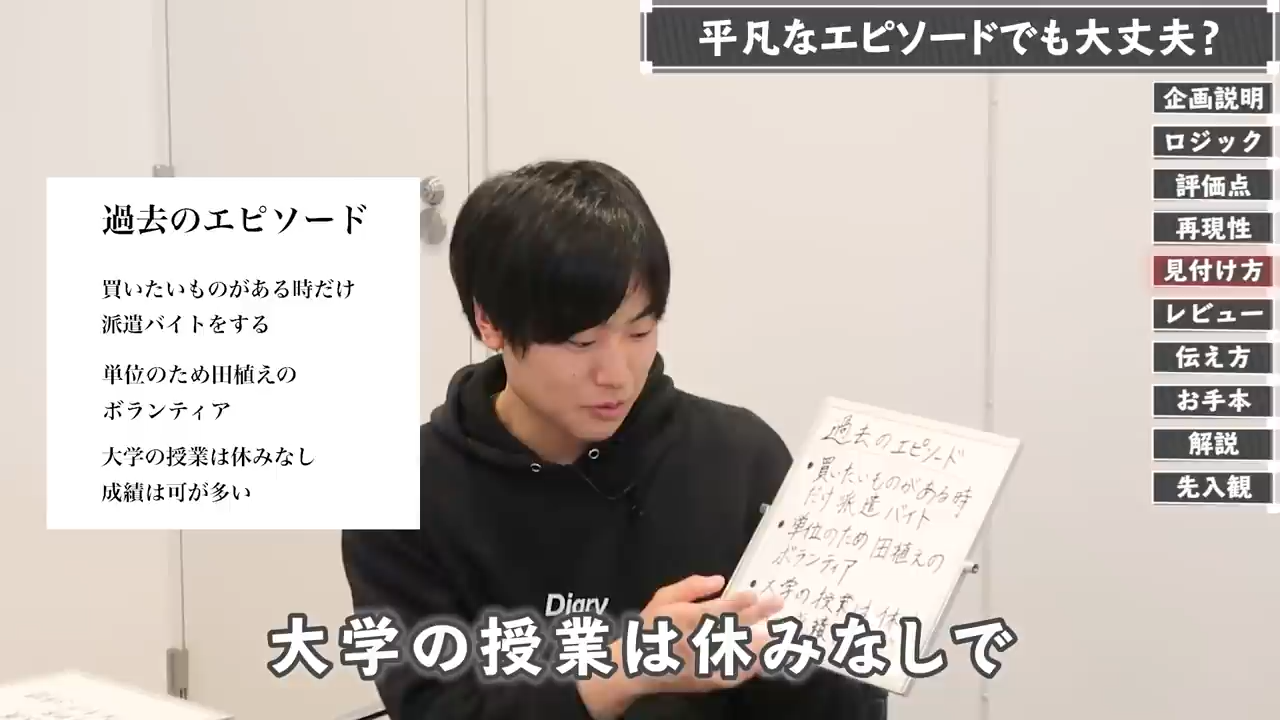 平凡なエピソードでも大丈夫?
企画説明
ロジック
評価点
再現性
見付け方
レビュー
伝え方
お手本
解説
先入観
過去のエピソード
買いたいものがある時だけ
派遣バイトをする
単位のため田植えの
ボランティア
大学の授業は休みなし
成績は可が多い
過去のエピソード
・買いたいものがある時
だけ派遣バイト
・単位のため田植えの
ボランティア
・大学の授業は休
Diary
大学の授業は休みなしで